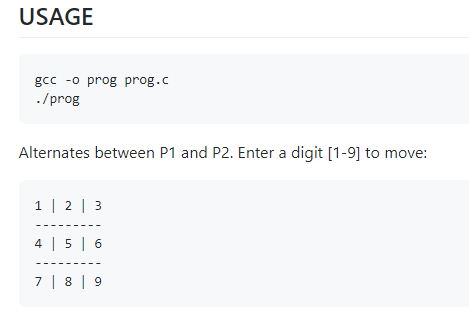 USAGE
gcc -o prog prog.c
./prog
Alternates between P1 and P2. Enter a digit [1-9] to move:
1 | 2 | 3
---------
4 | 5 | 6
---------
7 | 8 | 9